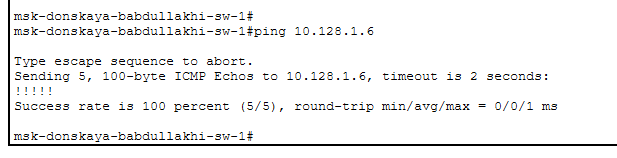 msk-donskaya-babdullakhi-sw-1#
msk-donskaya-babdullakhi-sw-1#ping 10.128.1.6
Type escape sequence to abort.
Sending 5, 100-byte ICMP Echos to 10.128.1.6, timeout is 2 seconds:
!!!!!
Success rate is 100 percent (5/5), round-trip min/avg/max = 0/0/1 ms
msk-donskaya-babdullakhi-sw-1#